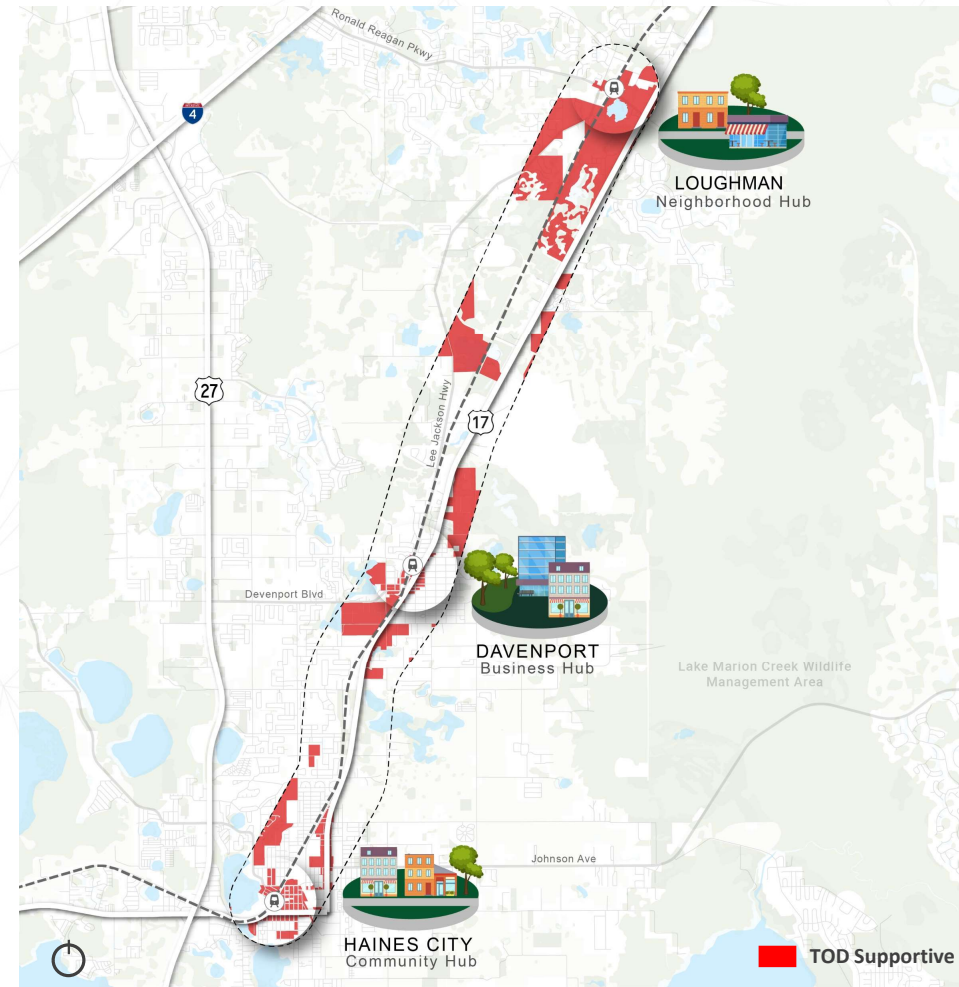 Ronald Reagan Pkwy
4
LOUGHMAN
Neighborhood Hub
27
Lee Jackson Hwy
17
Devenport Blvd
DAVENPORT
Business Hub
Lake Marion Creek Wildlife
Management Area
Johnson Ave
HAINES CITY
Community Hub
TOD Supportive